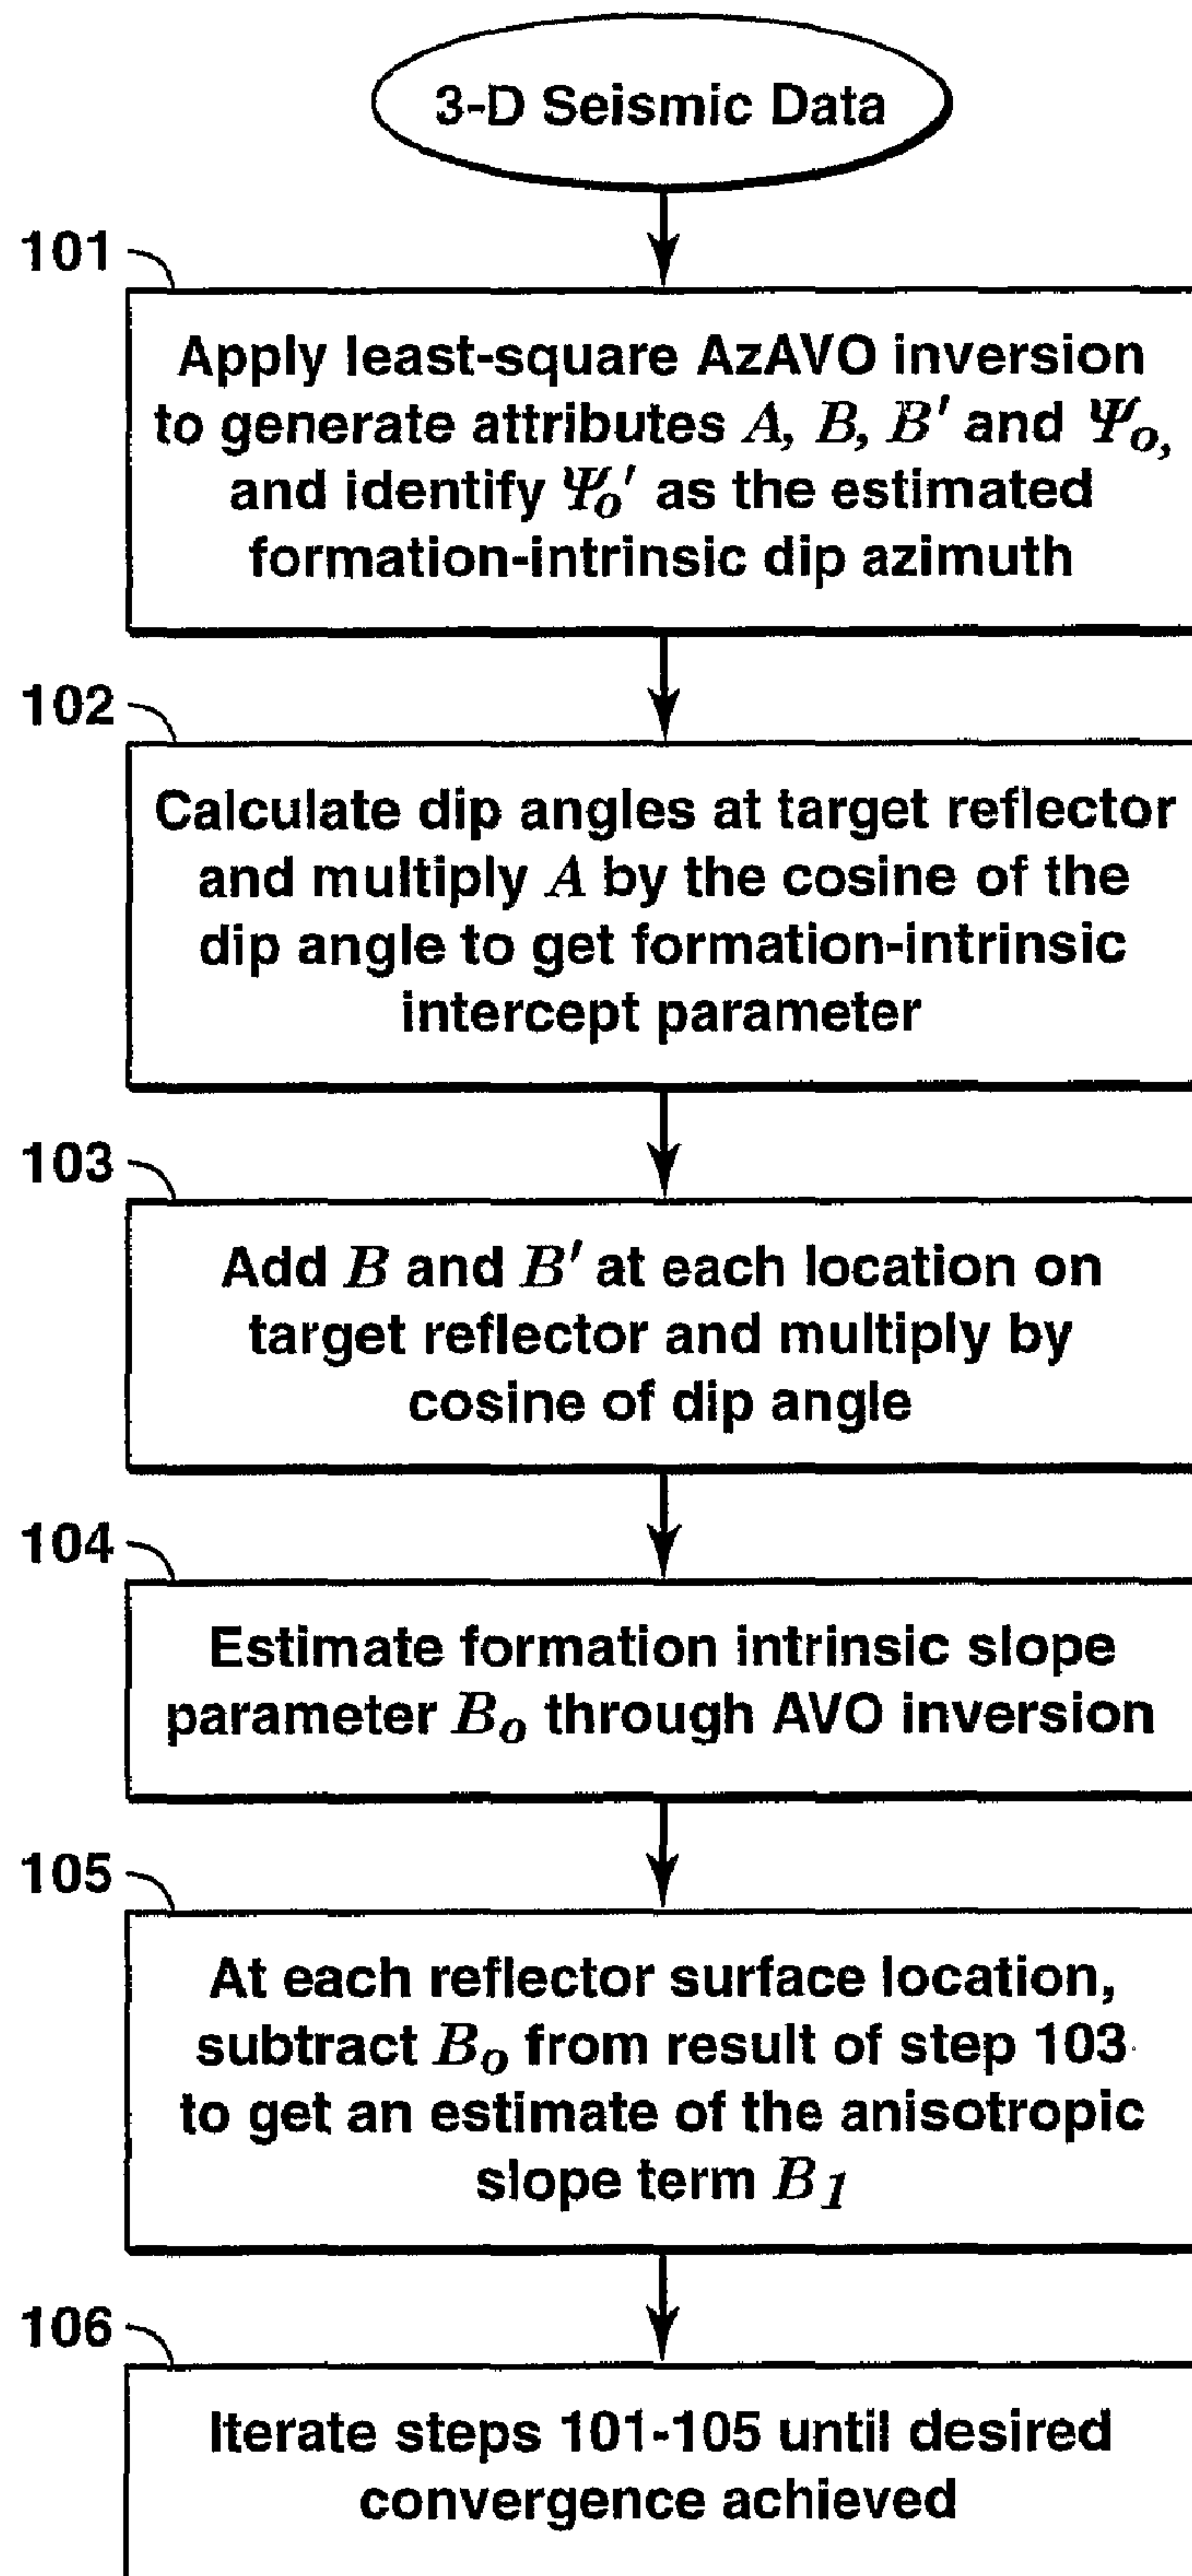 3-D Seismic Data
101
Apply least-square AzAVO inversion
to generate attributes A, B, B′ and Ψo,
and identify Ψo′ as the estimated
formation-intrinsic dip azimuth
102
Calculate dip angles at target reflector
and multiply A by the cosine of the
dip angle to get formation-intrinsic
intercept parameter
103
Add B and B′ at each location on
target reflector and multiply by
cosine of dip angle
104
Estimate formation intrinsic slope
parameter Bo through AVO inversion
105
At each reflector surface location,
subtract Bo from result of step 103
to get an estimate of the anisotropic
slope term B1
106
Iterate steps 101-105 until desired
convergence achieved